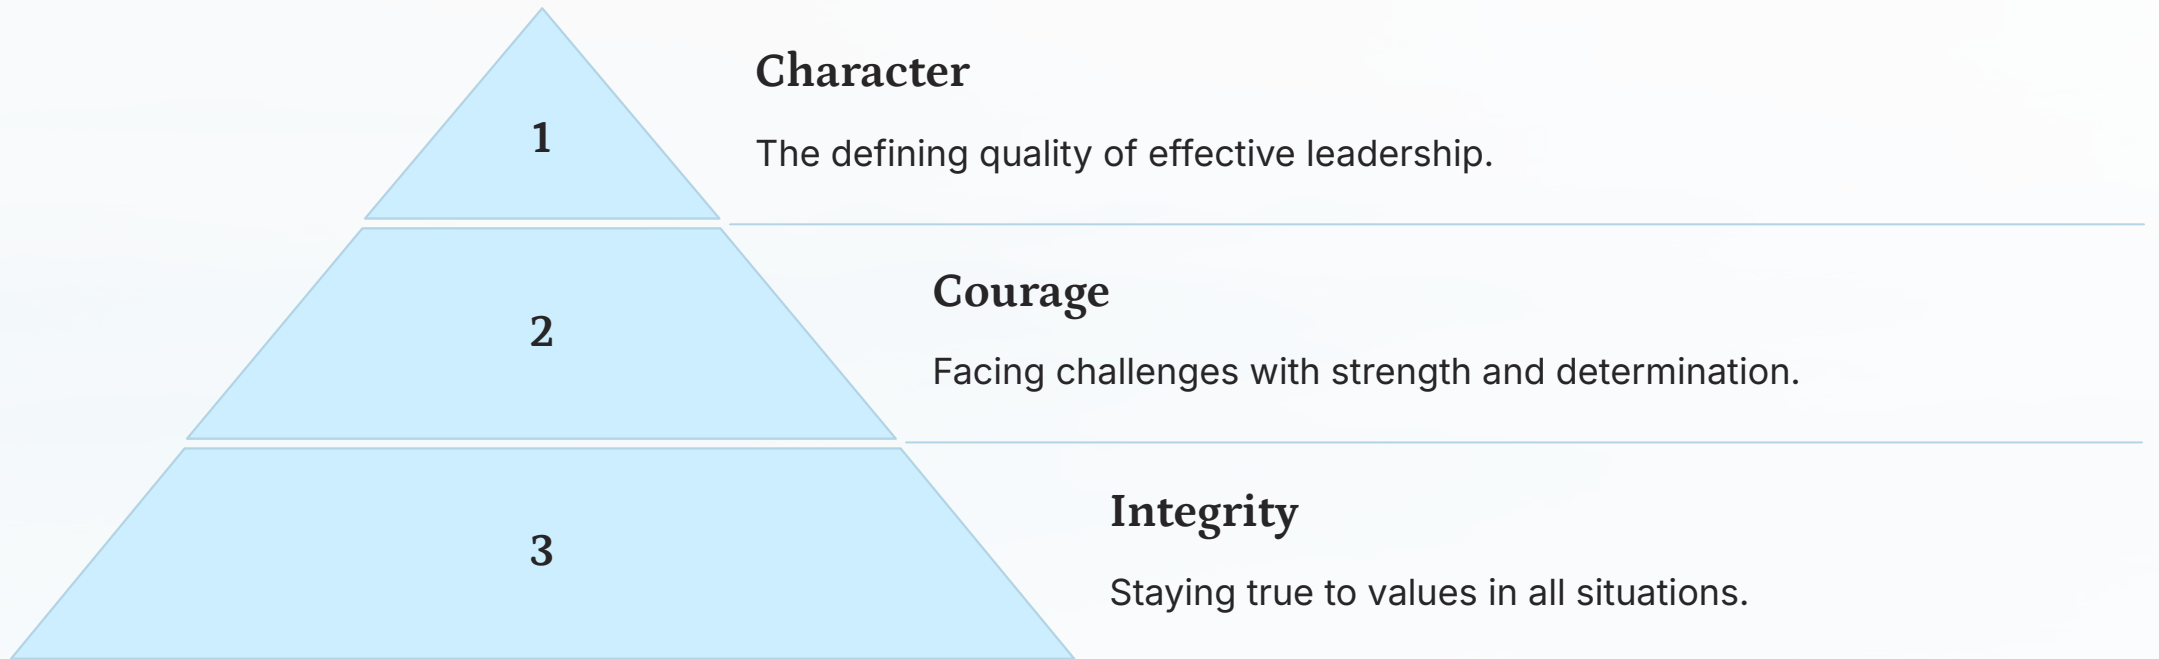 1
Character
The defining quality of effective leadership.
2
Courage
Facing challenges with strength and determination.
3
Integrity
Staying true to values in all situations.